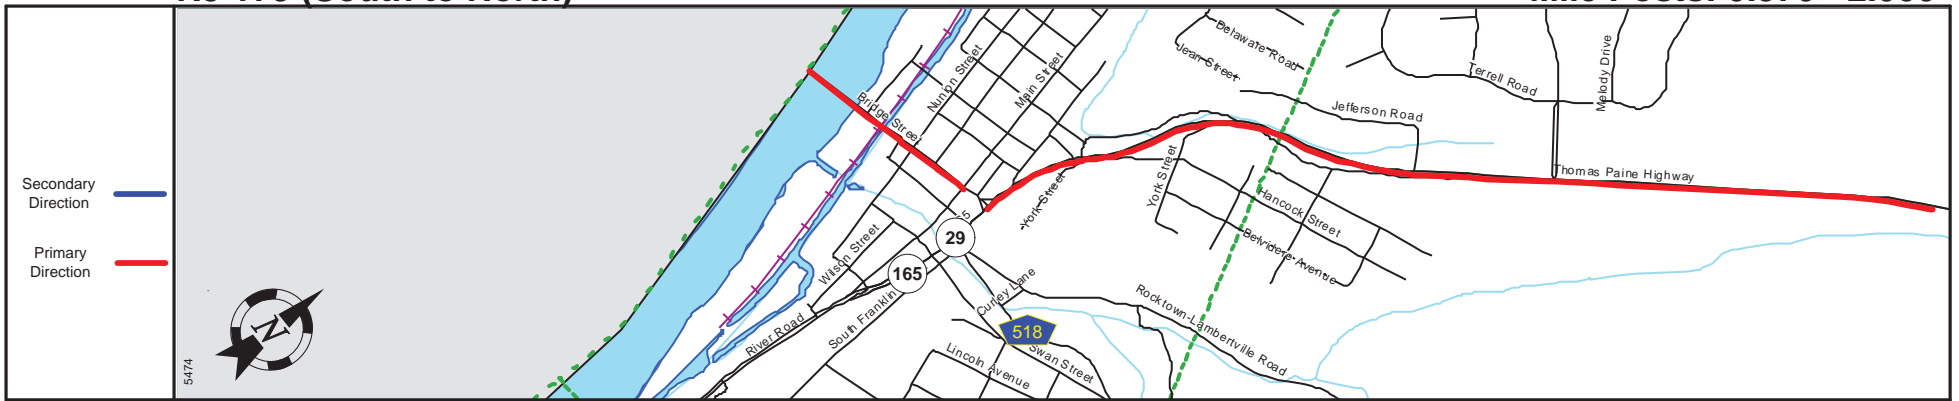 Secondary
Direction
Primary
Direction
5474
N
Bridge Street
Nunion Street
Main Street
Delaware Road
Jean Street
Terrell Road
Melody Drive
Jefferson Road
Thomas Paine Highway
York Street
York Street
Hancock Street
Belvidere Avenue
29
165
Wilson Street
River Road
South Franklin
Curley Lane
518
Swan Street
Lincoln Avenue
Rocktown-Lambertville Road